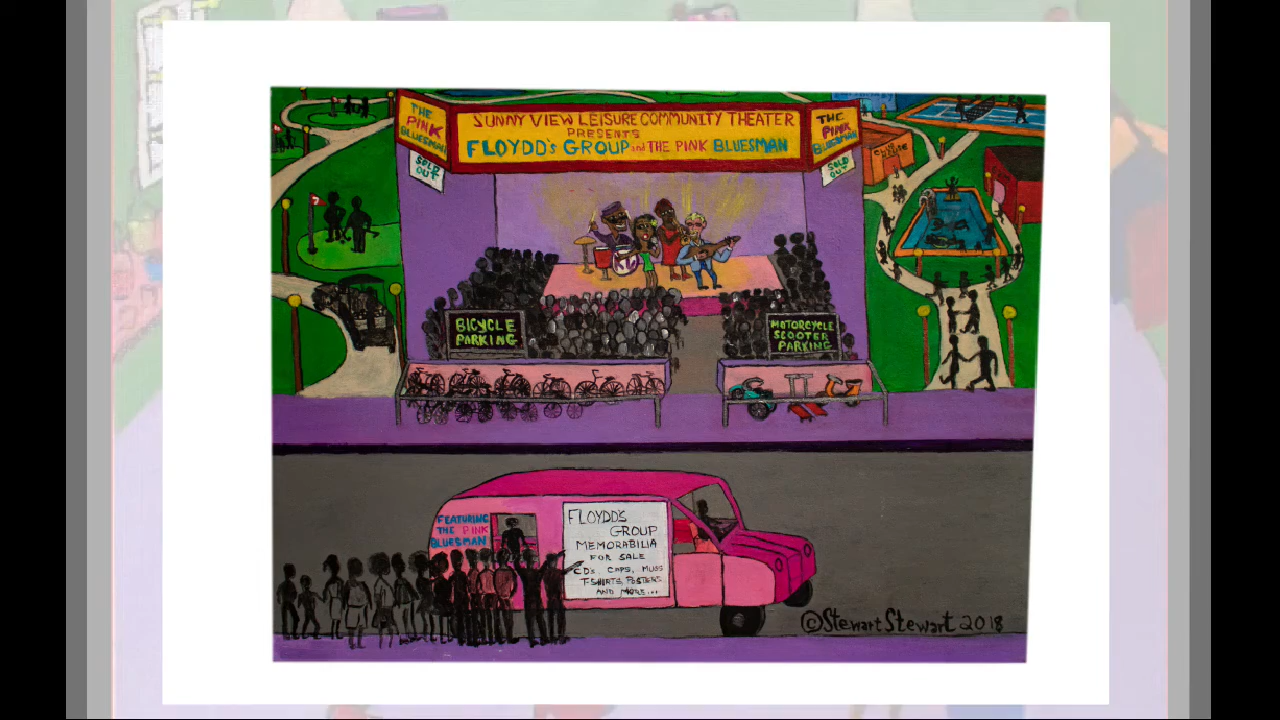 SUNNY VIEW LEISURE COMMUNITY THEATER
PRESENTS
FLOYDD'S GROUP and THE PINK BLUESMAN
THE
PINK
BLUESMAN
SOLD
OUT
THE
PINK
BLUESMAN
SOLD
OUT
7
BICYCLE
PARKING
MOTORCYCLE
SCOOTER
PARKING
FEATURING
THE PINK
BLUESMAN
FLOYDD'S
GROUP
MEMORABILIA
FOR SALE
CD'S, CAPS, MUGS
T-SHIRTS, POSTERS
AND MORE...
©Stewart Stewart 2018